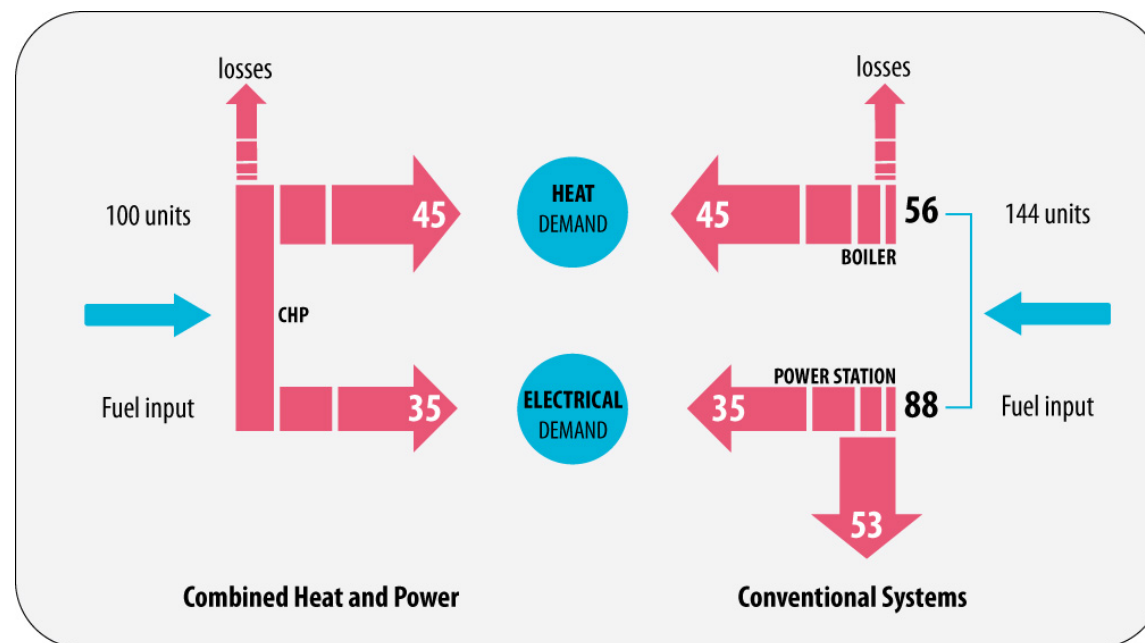 losses
losses
100 units
45
HEAT
DEMAND
45
56
144 units
BOILER
CHP
POWER STATION
Fuel input
35
ELECTRICAL
DEMAND
35
88
Fuel input
53
Combined Heat and Power
Conventional Systems